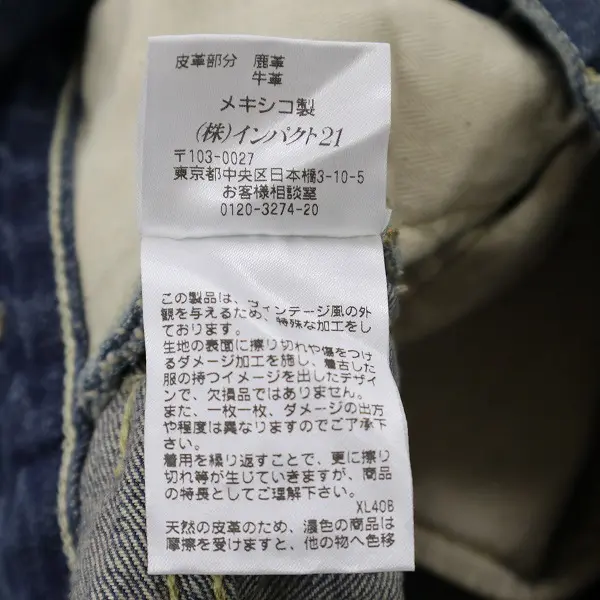 皮革部分 鹿革
牛革
メキシコ製
(株)インパクト21
〒103-0027
東京都中央区日本橋3-10-5
お客様相談室
0120-3274-20
この製品は、ヴィンテージ風の外
観を与えるため、特殊な加工をし
ております。
生地の表面に擦り切れや傷をつけ
るダメージ加工を施し、着古した
服の持つイメージを出したデザイ
ンで、欠損品ではありません。
また、一枚一枚、ダメージの出方
や程度は異なりますのでご了承下
さい。
着用を繰り返すことで、更に擦り
切れ等が生じていきますが、商品
の特長としてご理解下さい。
XL408
天然の皮革のため、濃色の商品は
摩擦を受けますと、他の物へ色移